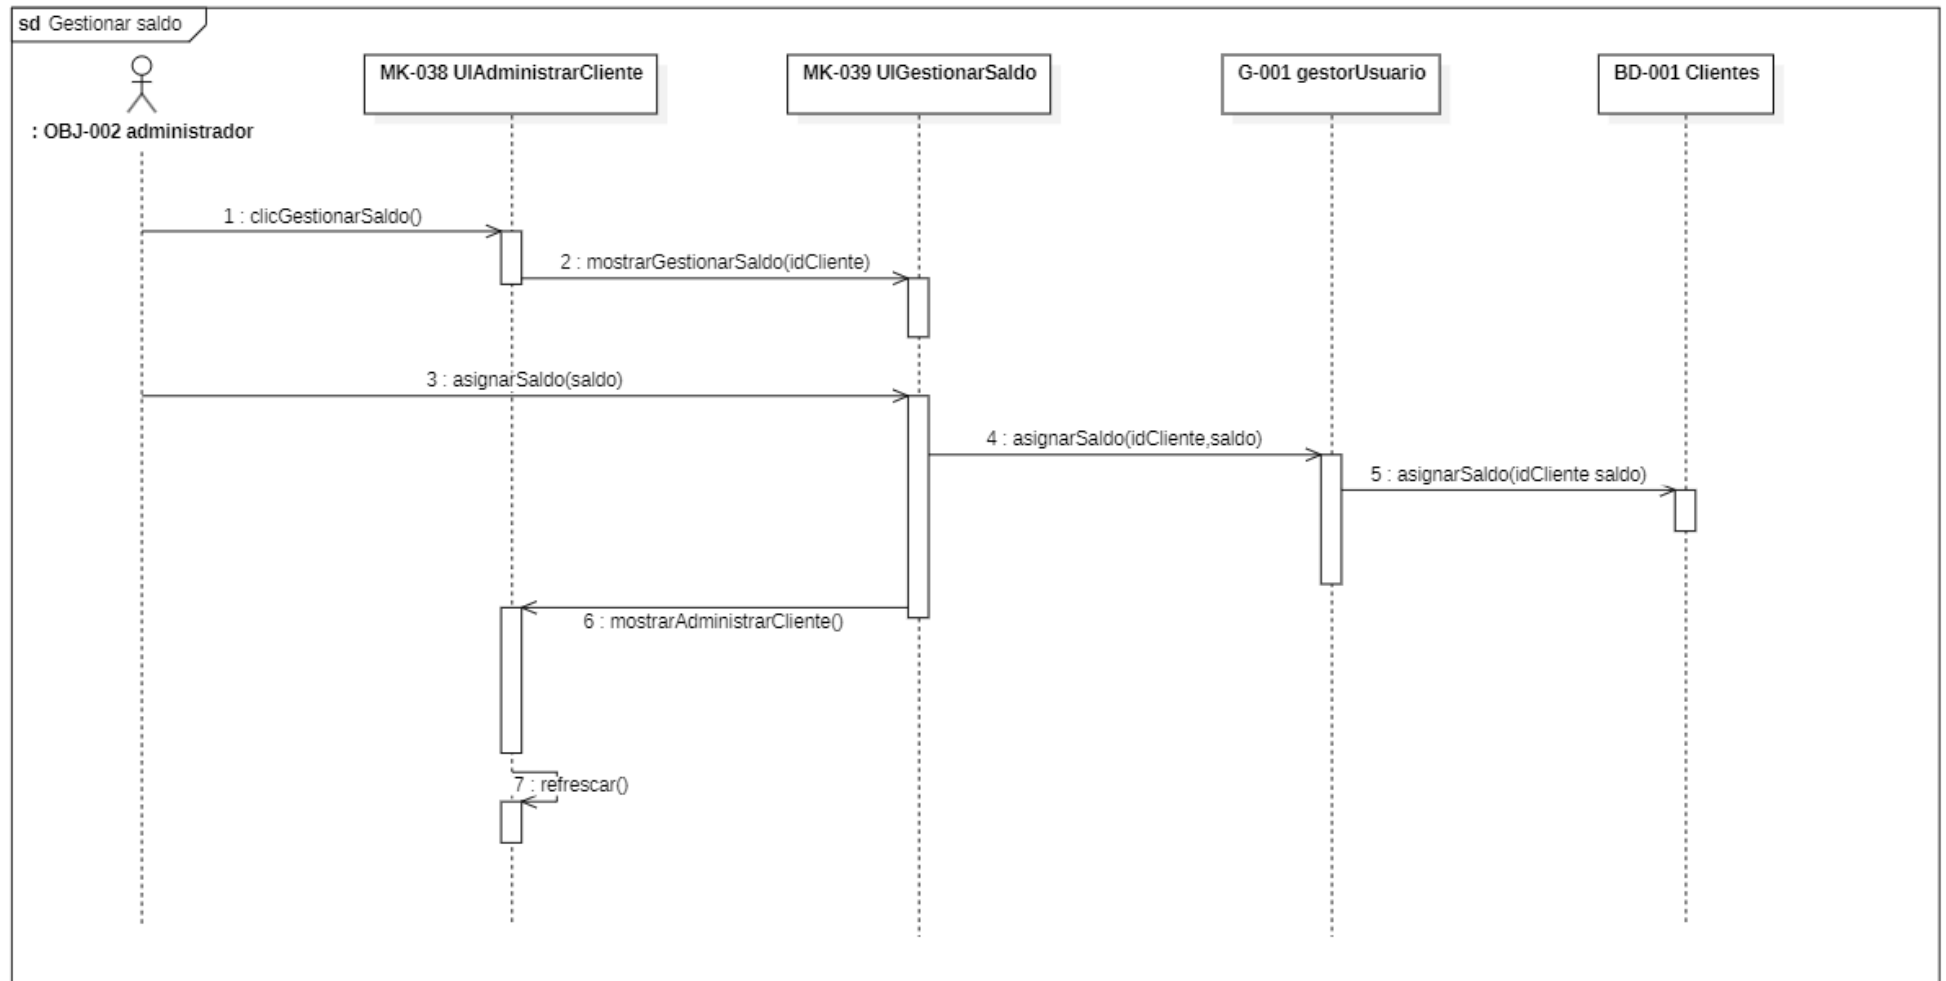 sd Gestionar saldo
: OBJ-002 administrador
MK-038 UIAdministrarCliente
MK-039 UIGestionarSaldo
G-001 gestorUsuario
BD-001 Clientes
1 : clicGestionarSaldo()
2 : mostrarGestionarSaldo(idCliente)
3 : asignarSaldo(saldo)
4 : asignarSaldo(idCliente,saldo)
5 : asignarSaldo(idCliente saldo)
6 : mostrarAdministrarCliente()
7 : refrescar()